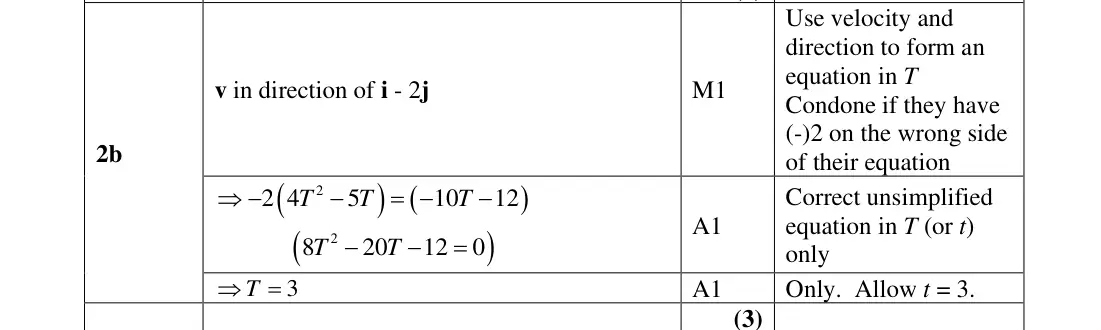 2b
v in direction of i - 2j
M1
Use velocity and
direction to form an
equation in T
Condone if they have
(-)2 on the wrong side
of their equation
⇒ −2(4T² − 5T) = (−10T − 12)
(8T² − 20T − 12 = 0)
A1
Correct unsimplified
equation in T (or t)
only
⇒ T = 3
A1
Only. Allow t = 3.
(3)